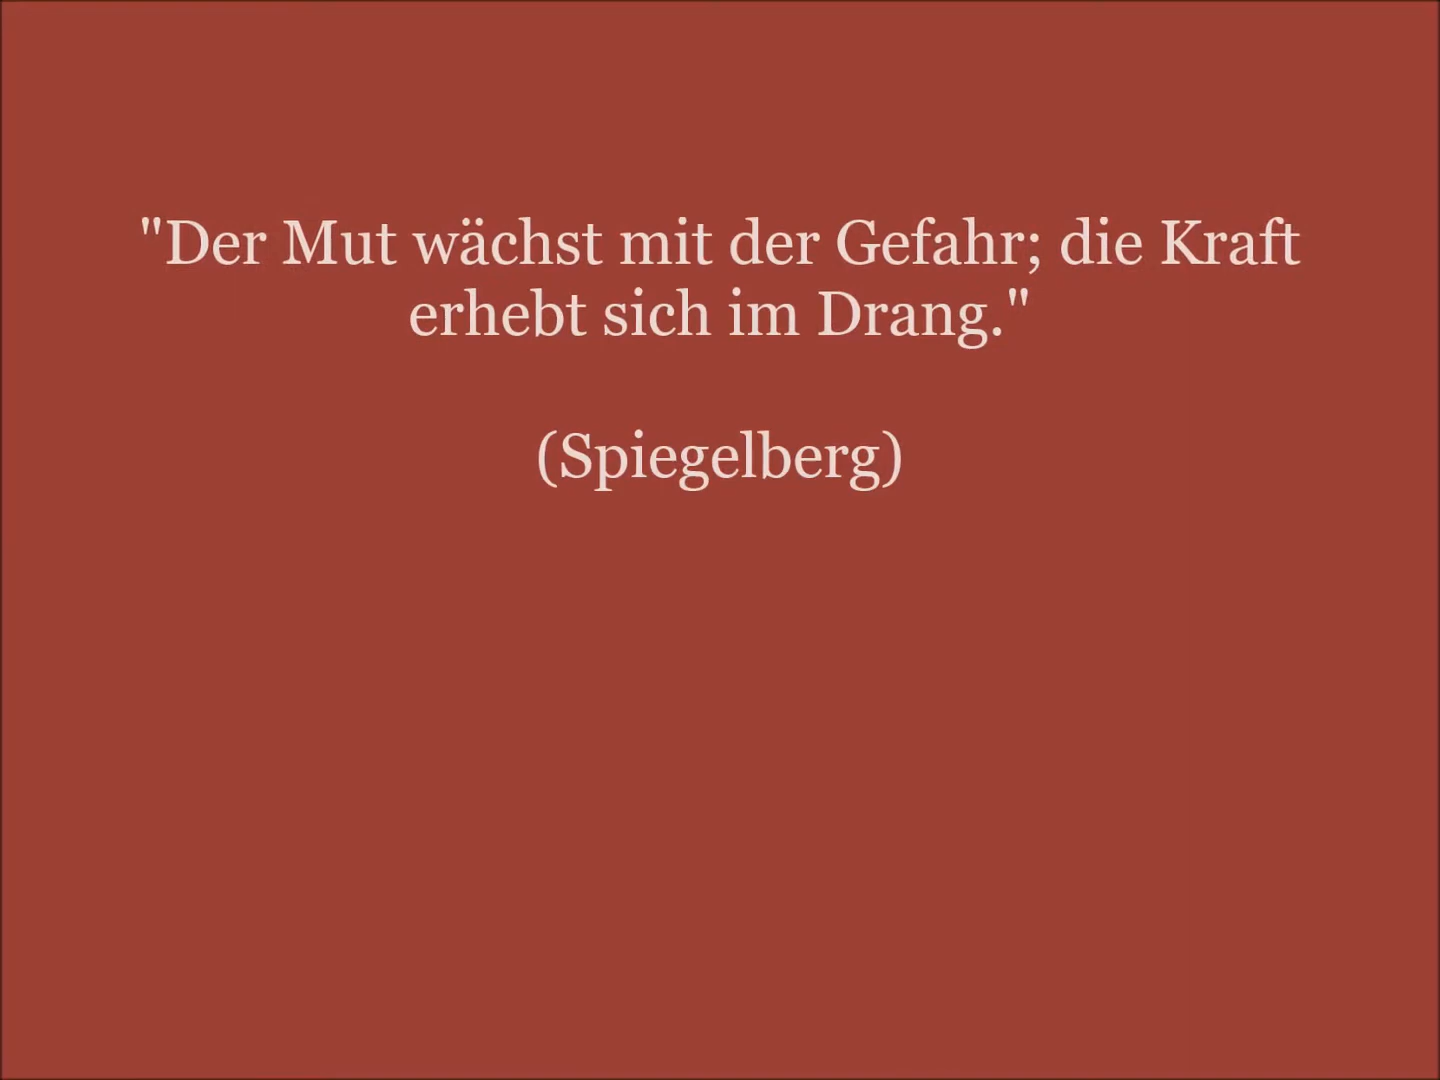 "Der Mut wächst mit der Gefahr; die Kraft
erhebt sich im Drang."
(Spiegelberg)